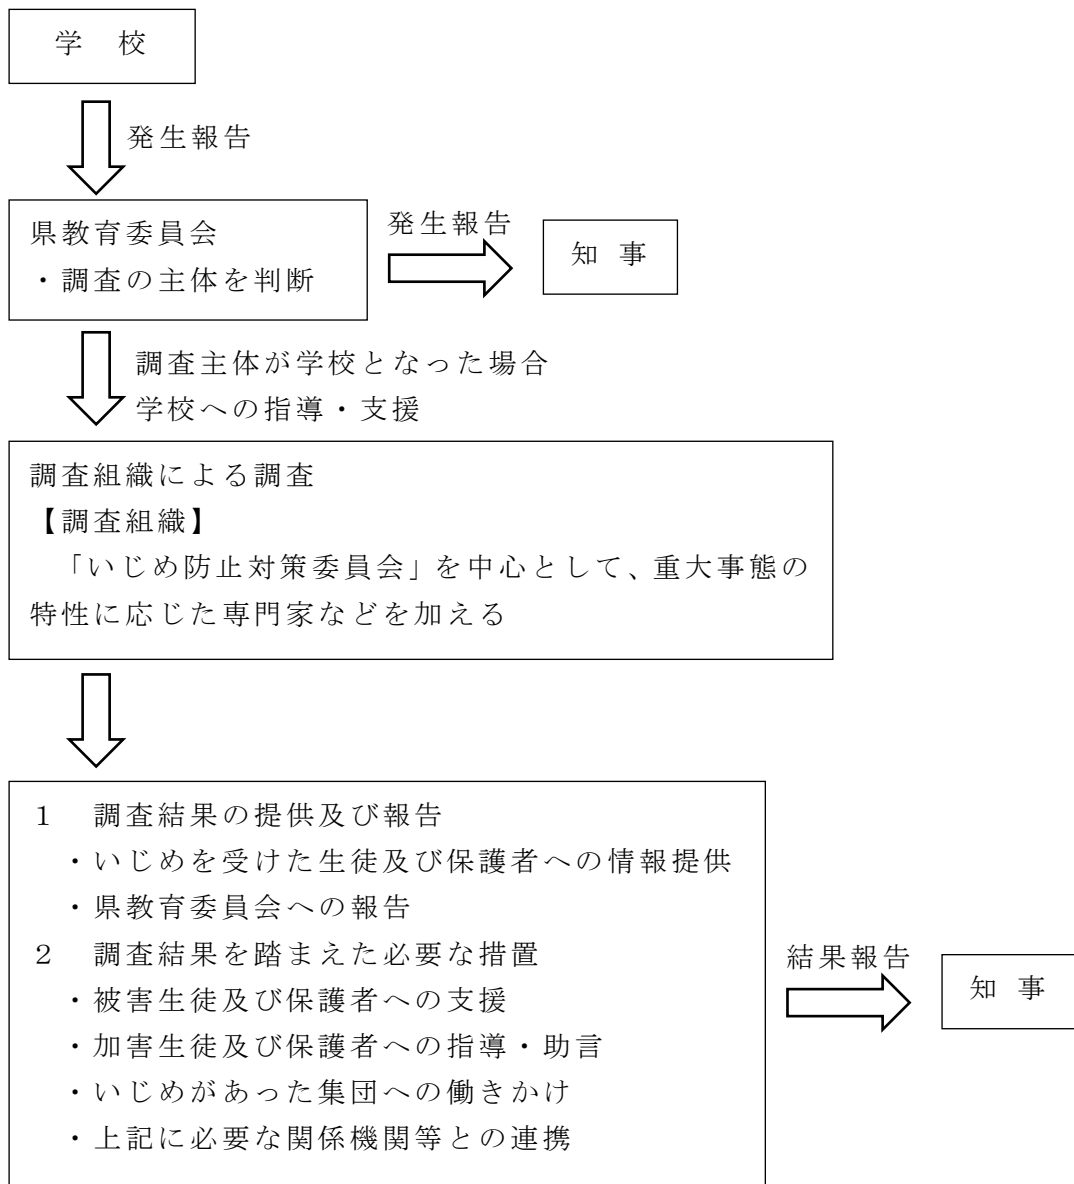 学 校
発生報告
県教育委員会
・調査の主体を判断
発生報告
知 事
調査主体が学校となった場合
学校への指導・支援
調査組織による調査
【調査組織】
「いじめ防止対策委員会」を中心として、重大事態の
特性に応じた専門家などを加える
１ 調査結果の提供及び報告
・いじめを受けた生徒及び保護者への情報提供
・県教育委員会への報告
２ 調査結果を踏まえた必要な措置
・被害生徒及び保護者への支援
・加害生徒及び保護者への指導・助言
・いじめがあった集団への働きかけ
・上記に必要な関係機関等との連携
結果報告
知 事